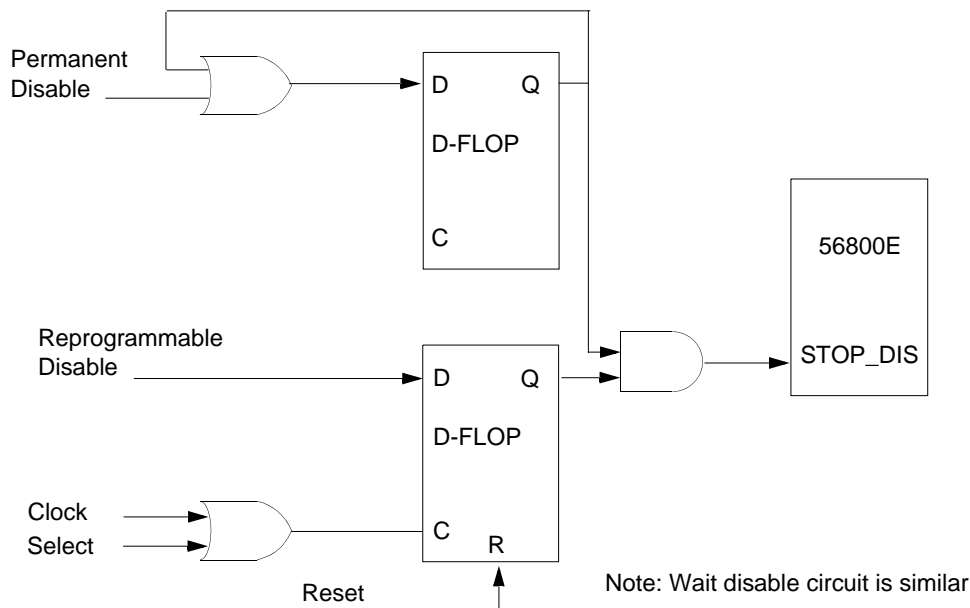 Permanent
Disable
D
Q
D-FLOP
C
56800E
STOP_DIS
Reprogrammable
Disable
D
Q
D-FLOP
Clock
Select
C
R
Reset
Note: Wait disable circuit is similar